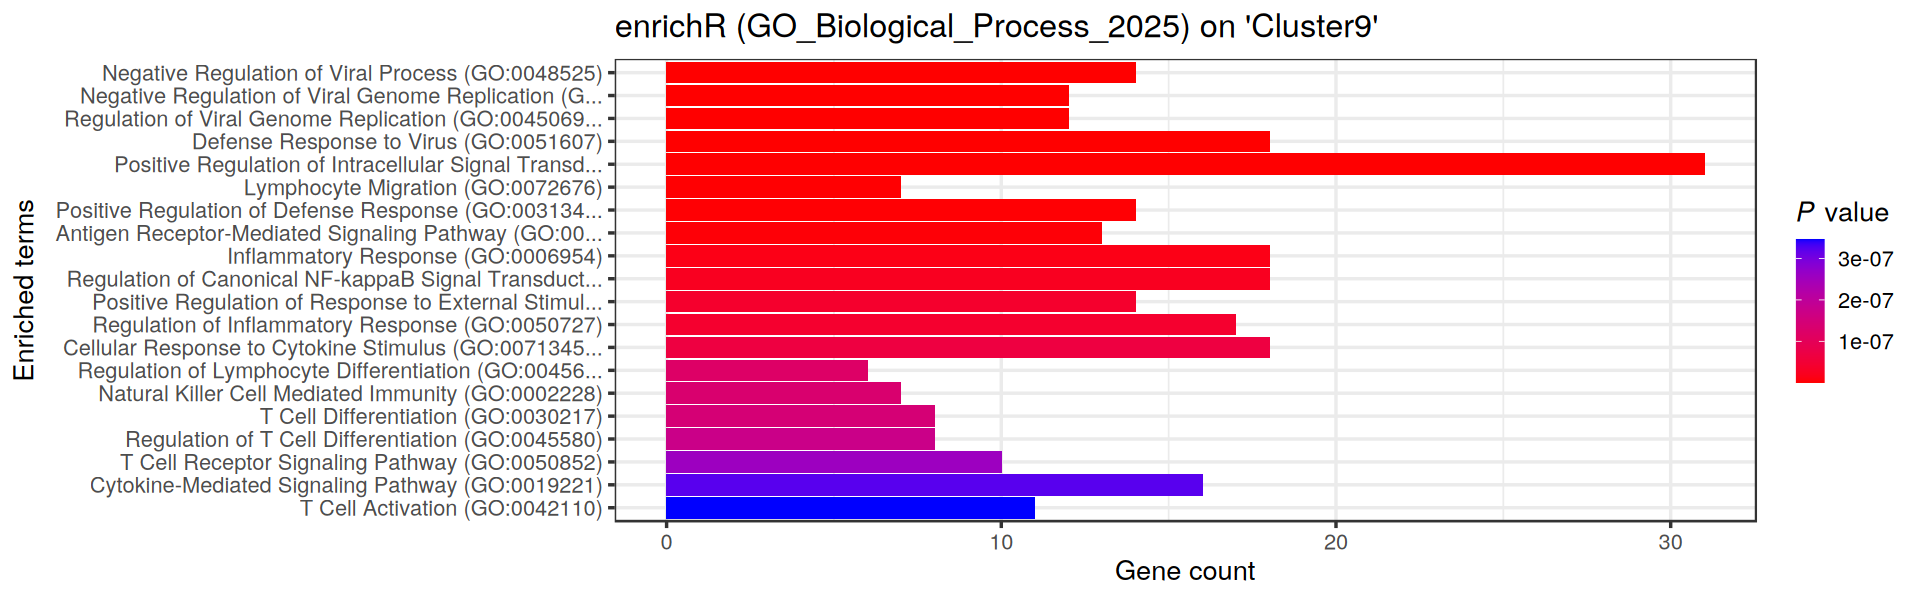 enrichR (GO_Biological_Process_2025) on 'Cluster9'
Enriched terms
Negative Regulation of Viral Process (GO:0048525)
Negative Regulation of Viral Genome Replication (G...
Regulation of Viral Genome Replication (GO:0045069...
Defense Response to Virus (GO:0051607)
Positive Regulation of Intracellular Signal Transd...
Lymphocyte Migration (GO:0072676)
Positive Regulation of Defense Response (GO:003134...
Antigen Receptor-Mediated Signaling Pathway (GO:00...
Inflammatory Response (GO:0006954)
Regulation of Canonical NF-kappaB Signal Transduct...
Positive Regulation of Response to External Stimul...
Regulation of Inflammatory Response (GO:0050727)
Cellular Response to Cytokine Stimulus (GO:0071345...
Regulation of Lymphocyte Differentiation (GO:00456...
Natural Killer Cell Mediated Immunity (GO:0002228)
T Cell Differentiation (GO:0030217)
Regulation of T Cell Differentiation (GO:0045580)
T Cell Receptor Signaling Pathway (GO:0050852)
Cytokine-Mediated Signaling Pathway (GO:0019221)
T Cell Activation (GO:0042110)
0 10 20 30
Gene count
P value
3e-07
2e-07
1e-07